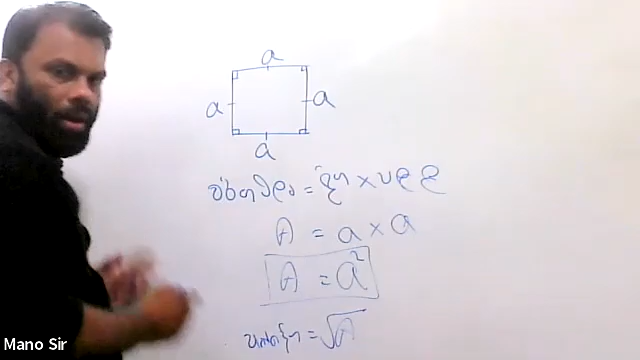 a
a a
a
වර්ගඵලය = දිග × පළල
A = a × a
A = a²
= √A
Mano Sir